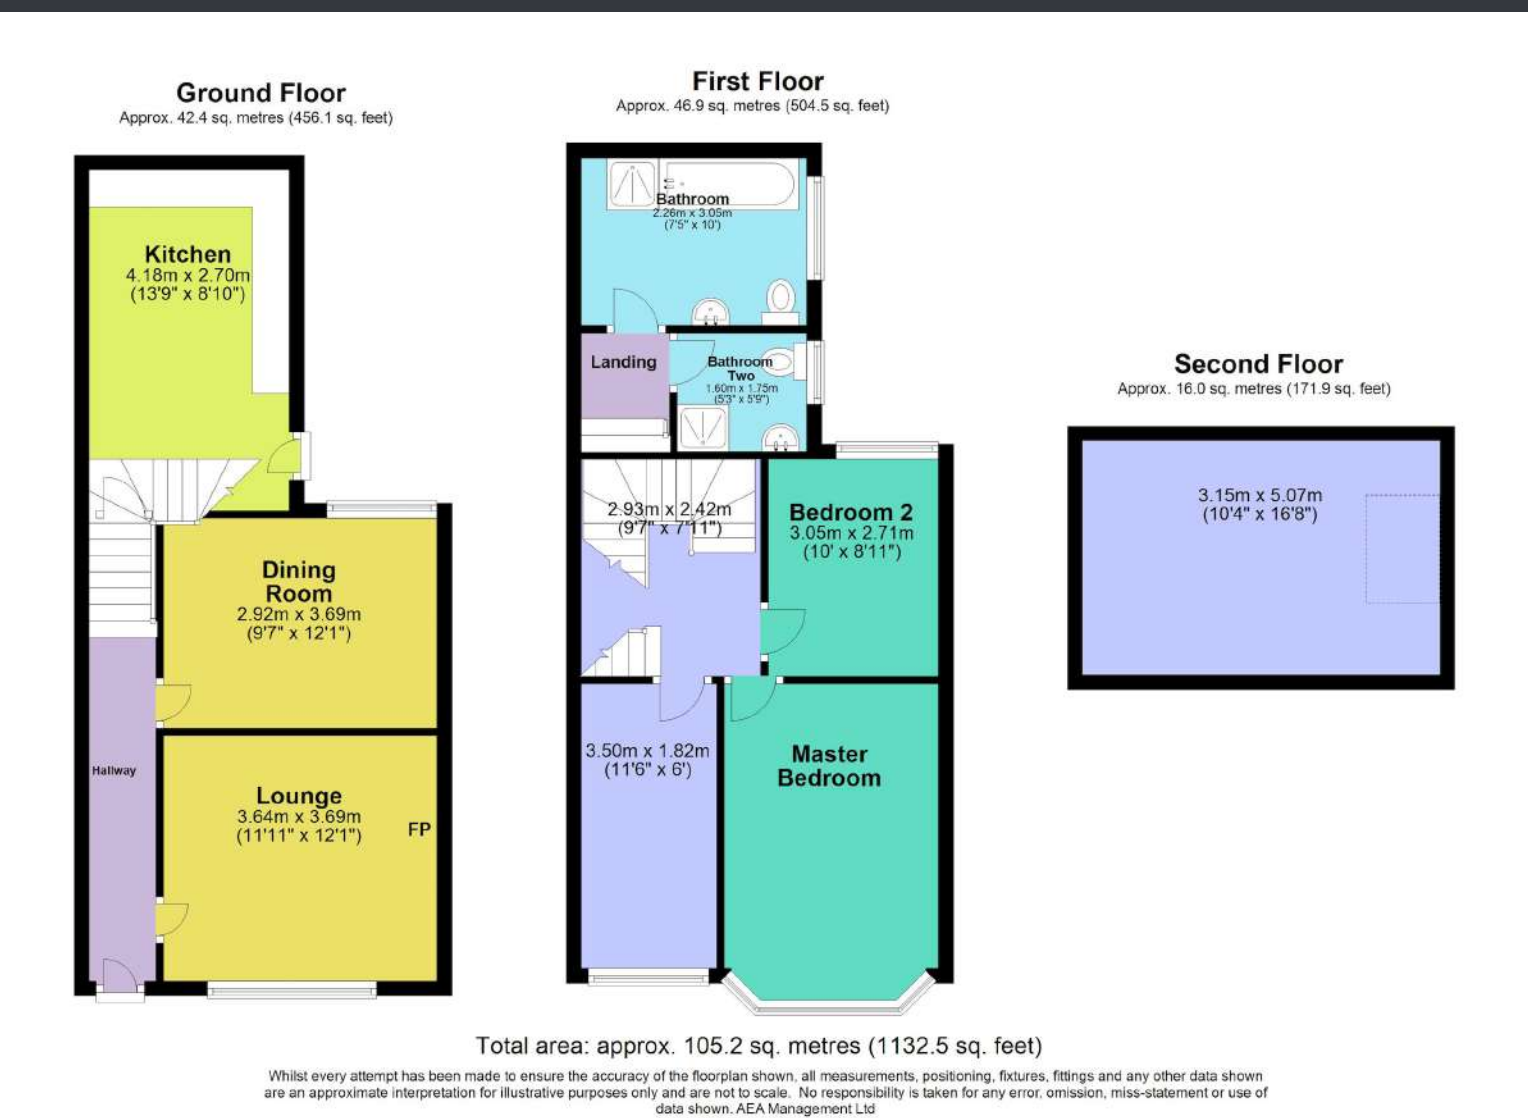 Ground Floor
Approx. 42.4 sq. metres (456.1 sq. feet)
Kitchen
4.18m x 2.70m
(13'9" x 8'10")
Dining
Room
2.92m x 3.69m
(9'7" x 12'1")
Hallway
Lounge
3.64m x 3.69m
(11'11" x 12'1")
FP
First Floor
Approx. 46.9 sq. metres (504.5 sq. feet)
Bathroom
2.26m x 3.05m
(7'5" x 10')
Landing
Bathroom
Two
1.60m x 1.75m
(5'3" x 5'9")
2.93m x 2.42m
(9'7" x 7'11")
Bedroom 2
3.05m x 2.71m
(10' x 8'11")
3.50m x 1.82m
(11'6" x 6')
Master
Bedroom
Second Floor
Approx. 16.0 sq. metres (171.9 sq. feet)
3.15m x 5.07m
(10'4" x 16'8")
Total area: approx. 105.2 sq. metres (1132.5 sq. feet)
Whilst every attempt has been made to ensure the accuracy of the floorplan shown, all measurements, positioning, fixtures, fittings and any other data shown
are an approximate interpretation for illustrative purposes only and are not to scale. No responsibility is taken for any error, omission, miss-statement or use of
data shown. AEA Management Ltd